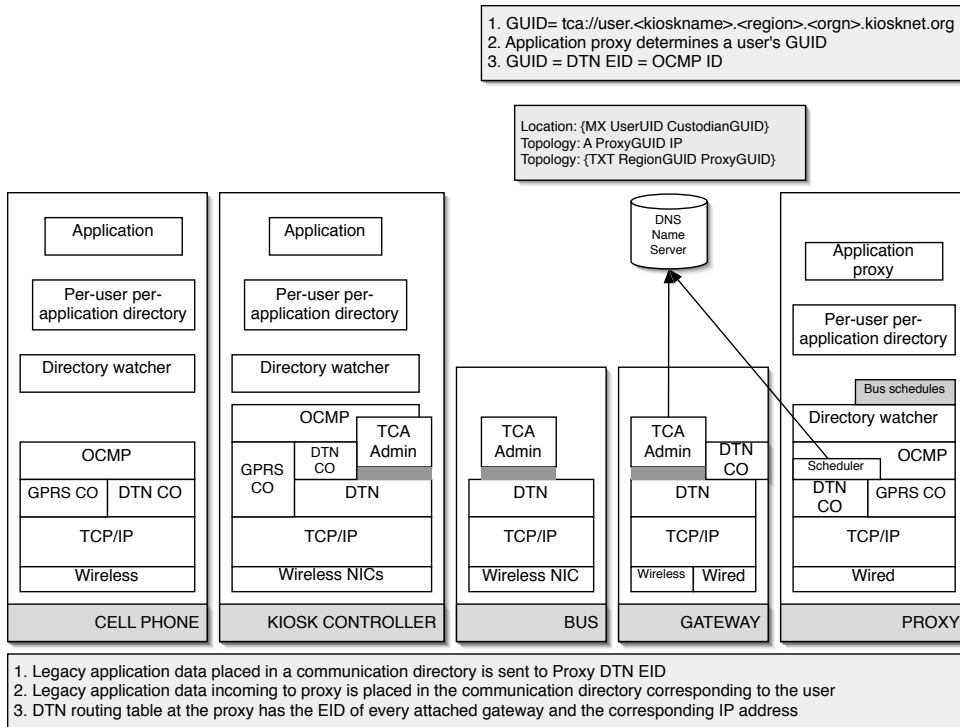 1. GUID= tca://user.<kioskname>.<region>.<orgn>.kiosknet.org
2. Application proxy determines a user's GUID
3. GUID = DTN EID = OCMP ID
Location: {MX UserUID CustodianGUID}
Topology: A ProxyGUID IP
Topology: {TXT RegionGUID ProxyGUID}
DNS
Name
Server
Application
Per-user per-
application directory
Directory watcher
OCMP
GPRS CO
DTN CO
TCP/IP
Wireless
CELL PHONE
Application
Per-user per-
application directory
Directory watcher
OCMP
TCA
Admin
GPRS
CO
DTN
CO
DTN
TCP/IP
Wireless NICs
KIOSK CONTROLLER
TCA
Admin
DTN
TCP/IP
Wireless NIC
BUS
TCA
Admin
DTN
CO
DTN
TCP/IP
Wireless
Wired
GATEWAY
Application
proxy
Per-user per-
application directory
Bus schedules
Directory watcher
Scheduler
OCMP
DTN
CO
GPRS CO
TCP/IP
Wired
PROXY
1. Legacy application data placed in a communication directory is sent to Proxy DTN EID
2. Legacy application data incoming to proxy is placed in the communication directory corresponding to the user
3. DTN routing table at the proxy has the EID of every attached gateway and the corresponding IP address